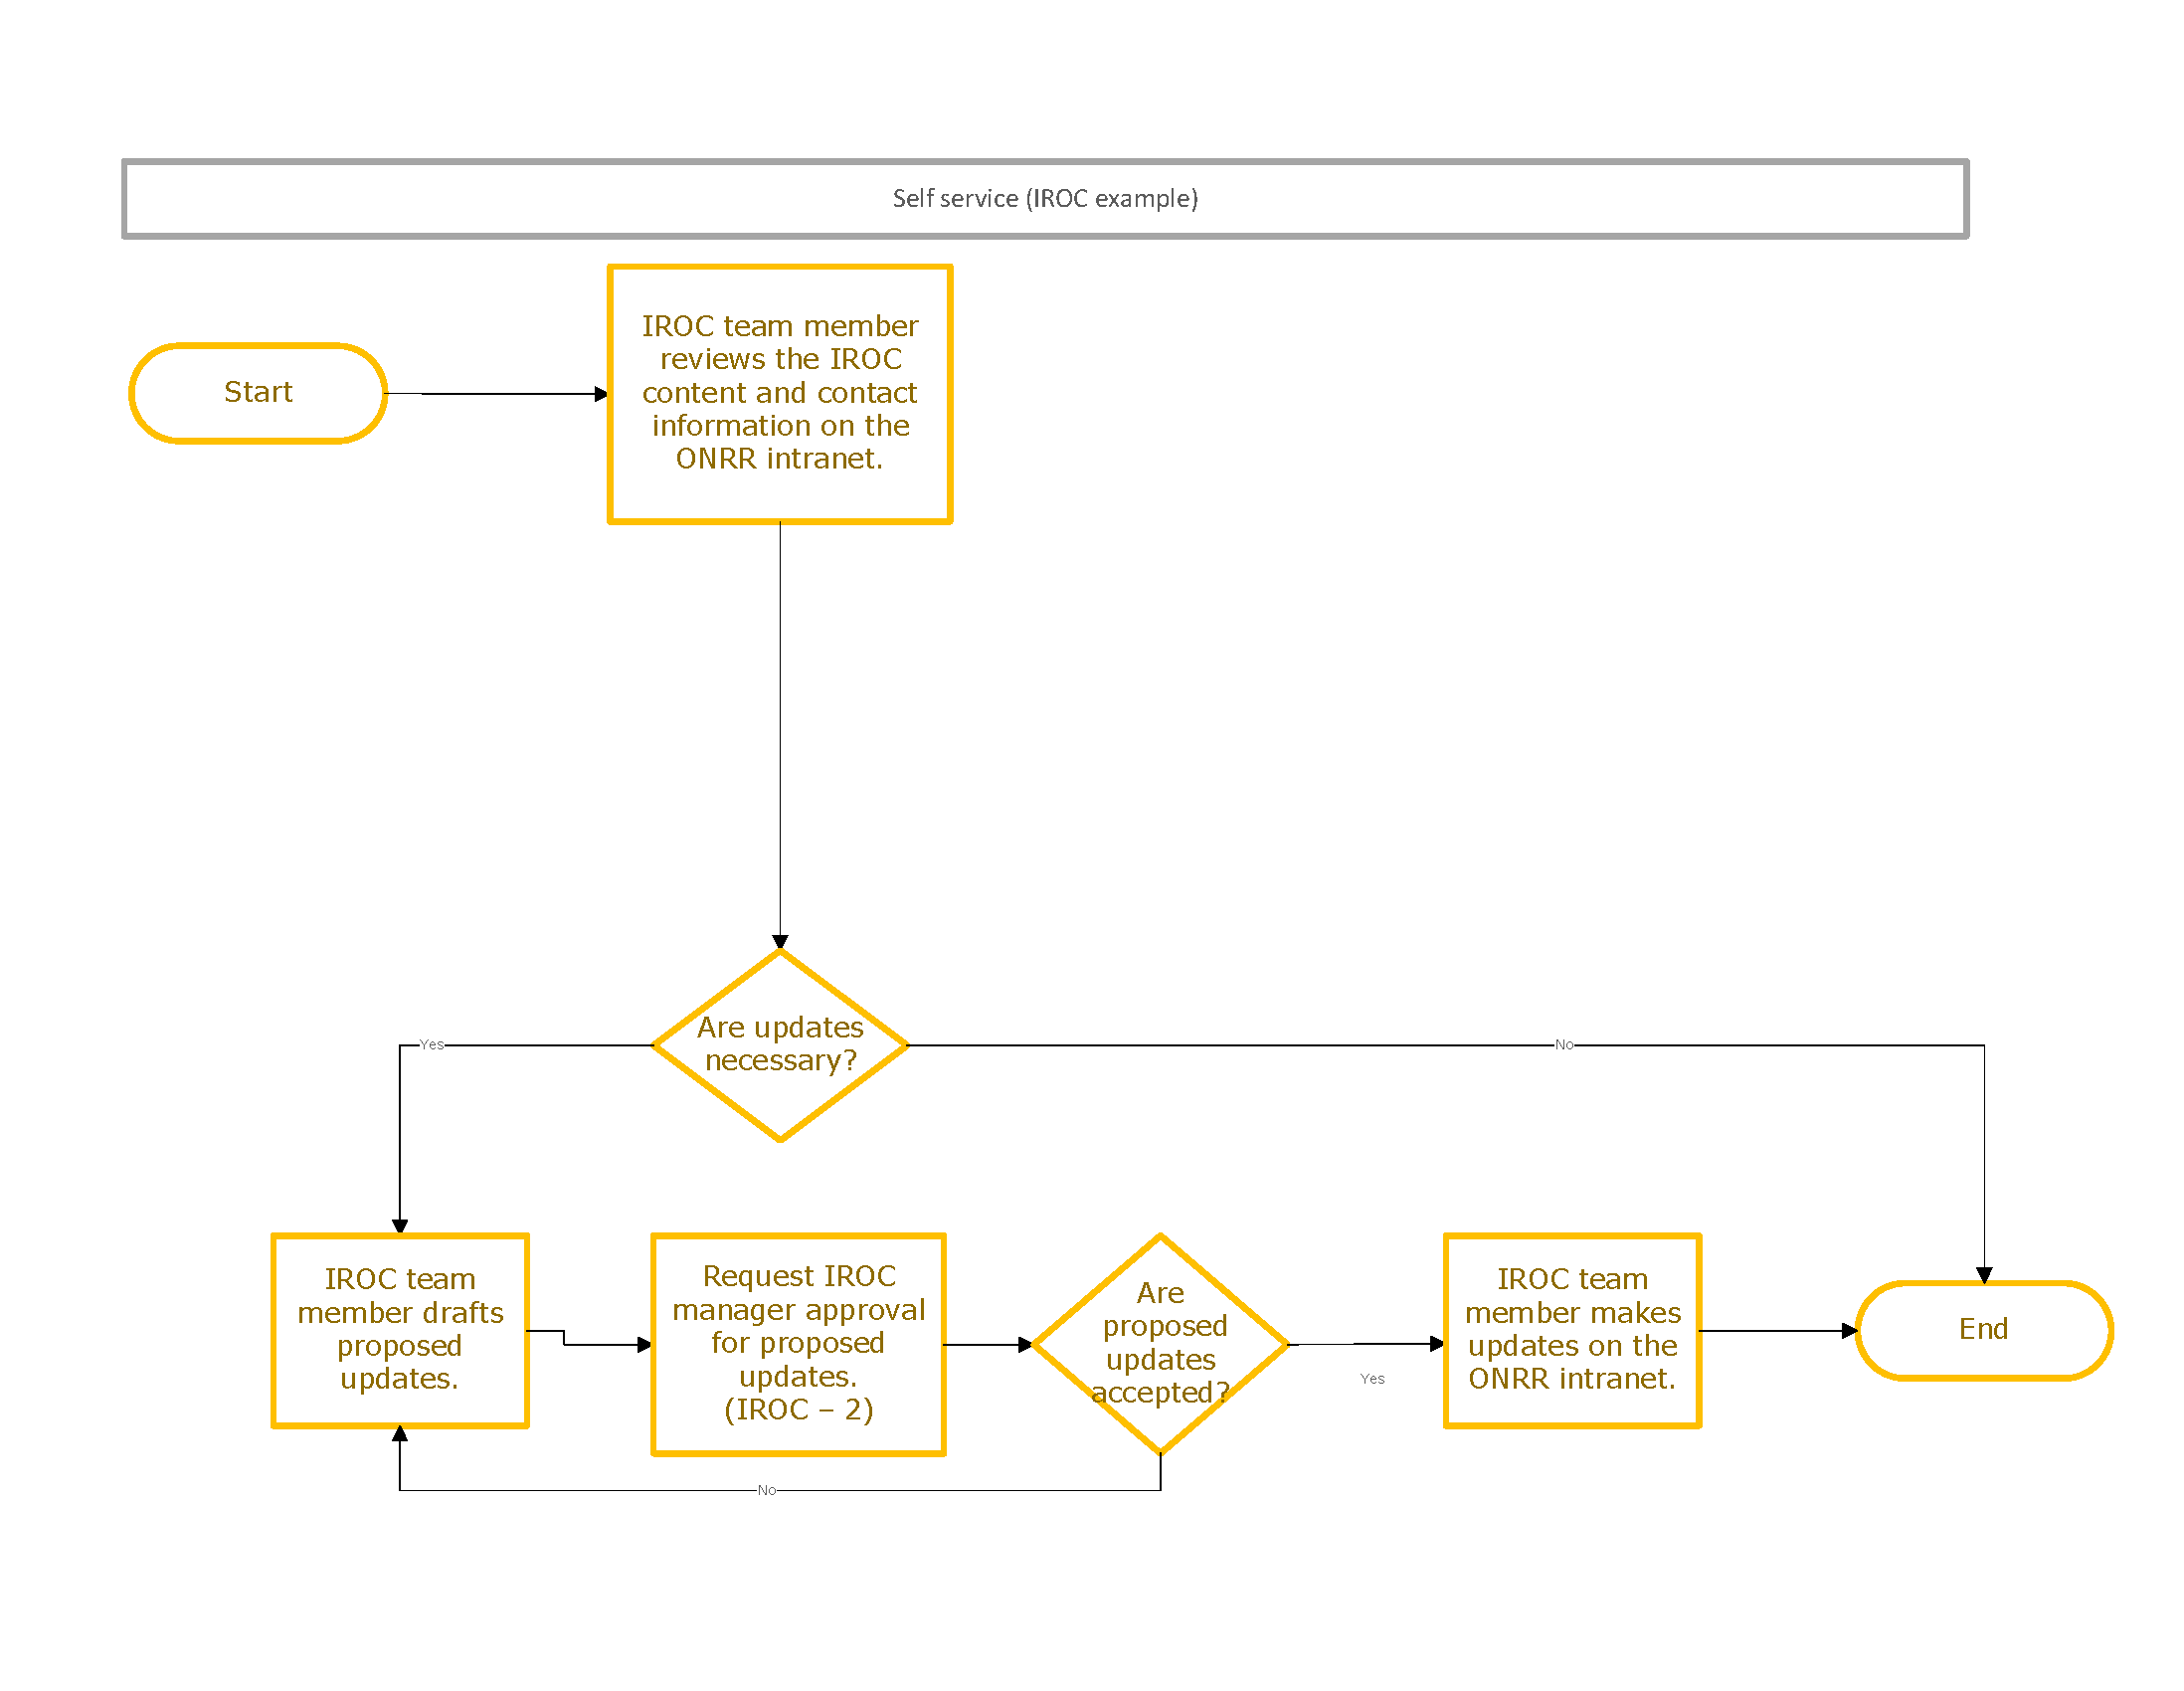 Self service (IROC example)
Start
IROC team member
reviews the IROC
content and contact
information on the
ONRR intranet.
Are updates
necessary?
Yes
No
IROC team
member drafts
proposed
updates.
Request IROC
manager approval
for proposed
updates.
(IROC – 2)
Are
proposed
updates
accepted?
Yes
No
IROC team
member makes
updates on the
ONRR intranet.
End